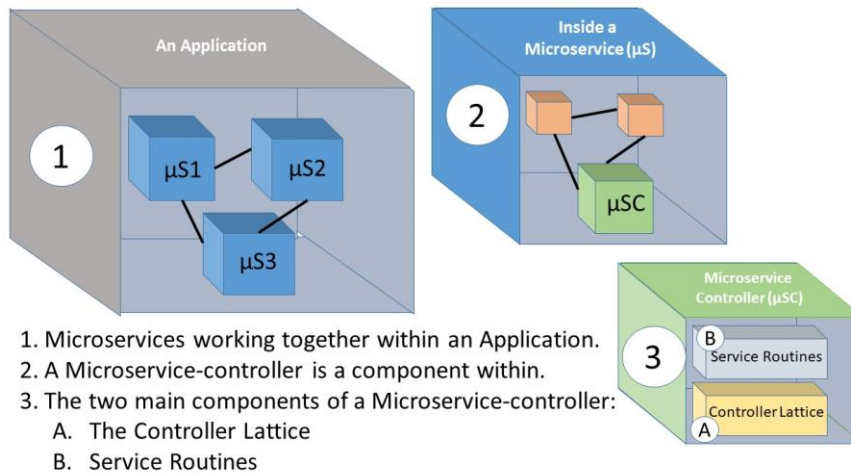 An Application
1
µS1
µS2
µS3
Inside a
Microservice (µS)
2
µSC
Microservice
Controller (µSC)
3
B
Service Routines
Controller Lattice
A
1. Microservices working together within an Application.
2. A Microservice-controller is a component within.
3. The two main components of a Microservice-controller:
A. The Controller Lattice
B. Service Routines